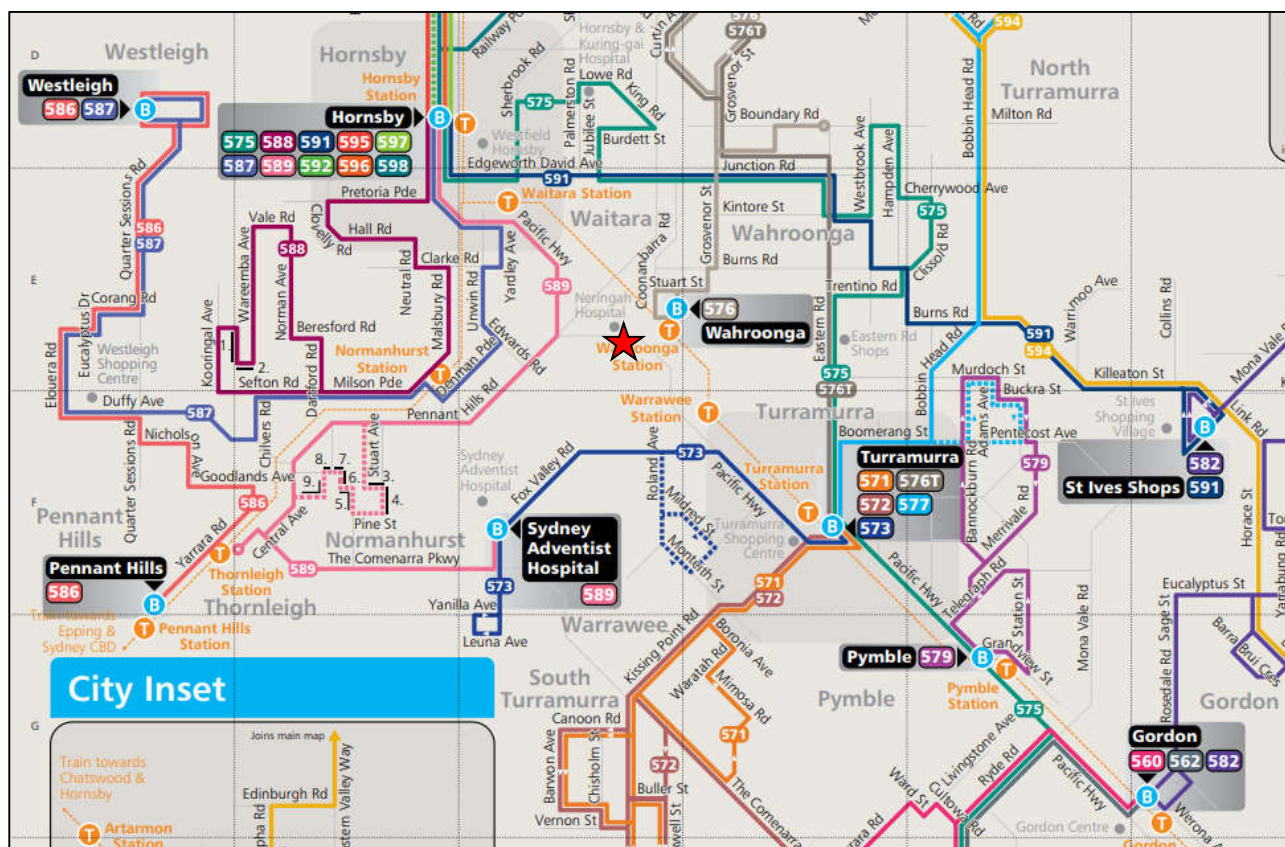 D
Westleigh
Westleigh
586 587
B
Hornsby
Hornsby
Station
Hornsby
B
T
575 588 591 595 597
587 589 592 596 598
Sherbrook Rd
Palmerston Rd
Hornsby &
Kuring-gai
Hospital
Lowe Rd
King Rd
Jubilee St
Burdett St
575
Westfield
Hornsby
Edgeworth David Ave
591
576
576T
Grosvenor St
Boundary Rd
Junction Rd
594
Bobbin Head Rd
North
Turramurra
Milton Rd
Westbrook Ave
Hampden Ave
Cherrywood Ave
575
Clissold Rd
Quarter Sessions Rd
586
587
Pretoria Pde
Clovelly Rd
Hall Rd
Vale Rd
588
Wareemba Ave
Norman Ave
Neutral Rd
Clarke Rd
Malsbury Rd
Unwin Rd
Yardley Ave
Pacific Hwy
589
T
Waitara Station
Waitara
Kintore St
Wahroonga
Burns Rd
Coonanbarra Rd
Grosvenor St
Stuart St
Trentino Rd
Burns Rd
E
Corang Rd
Eucalyptus Dr
Elouera Rd
Westleigh
Shopping
Centre
Duffy Ave
587
Kooringal Ave
1.
2.
Beresford Rd
Dartford Rd
Sefton Rd
Milson Pde
Normanhurst
Station
T
Denman Pde
Edwards Rd
Pennant Hills Rd
Neringah
Hospital
B
576
Wahroonga
T
Station
Warrawee
Station
T
Eastern Rd
Eastern Rd
Shops
575
576T
Bobbin Head Rd
591
594
Warrimoo Ave
Collins Rd
Killeaton St
Mona Vale
Link Rd
Murdoch St
Buckra St
Adams Ave
Pentecost Ave
St Ives
Shopping
Village
B
582
St Ives Shops 591
Turramurra
Boomerang St
Turramurra
571 576T
572 577
573
B
T
Turramurra
Station
Turramurra
Shopping
Centre
579
Bannockburn Rd
Merrivale Rd
Nicholson Ave
Quarter Sessions Rd
Chilvers Rd
Goodlands Ave
586
8. 7.
9. 6.
5.
3.
4.
Stuart Ave
Pine St
Normanhurst
Central Ave
The Comenarra Pkwy
589
F
Pennant
Hills
Yarrara Rd
T
Thornleigh
Station
Thornleigh
Pennant Hills
586
B
T
Pennant Hills
Station
Train towards
Epping &
Sydney CBD
Sydney
Adventist
Hospital
Fox Valley Rd
573
Roland Ave
Pacific Hwy
Mildred St
Monterth St
B
Sydney
Adventist
Hospital
589
573
Yanilla Ave
Leuna Ave
Warrawee
571
572
Kissing Point Rd
Boronia Ave
Waratah Rd
Mimosa Rd
571
Pacific Hwy
Telegraph Rd
Station St
Grandview St
Mona Vale Rd
Pymble 579
B
T
Pymble
Station
Pymble
575
Horace St
Eucalyptus St
Sage St
Rosedale Rd
Barra Brui Cres
Gordon
Gordon
560 562 582
B
T
Gordon
Werona
Pacific Hwy
Gordon Centre
Livingstone Ave
Ryde Rd
Ward St
Cultowa Rd
City Inset
G
Joins main map
Train towards
Chatswood &
Hornsby
T
Artarmon
Station
Edinburgh Rd
South
Turramurra
Canoon Rd
Barwon Ave
Chisholm St
572
Buller St
Vernon St
The Comenarra